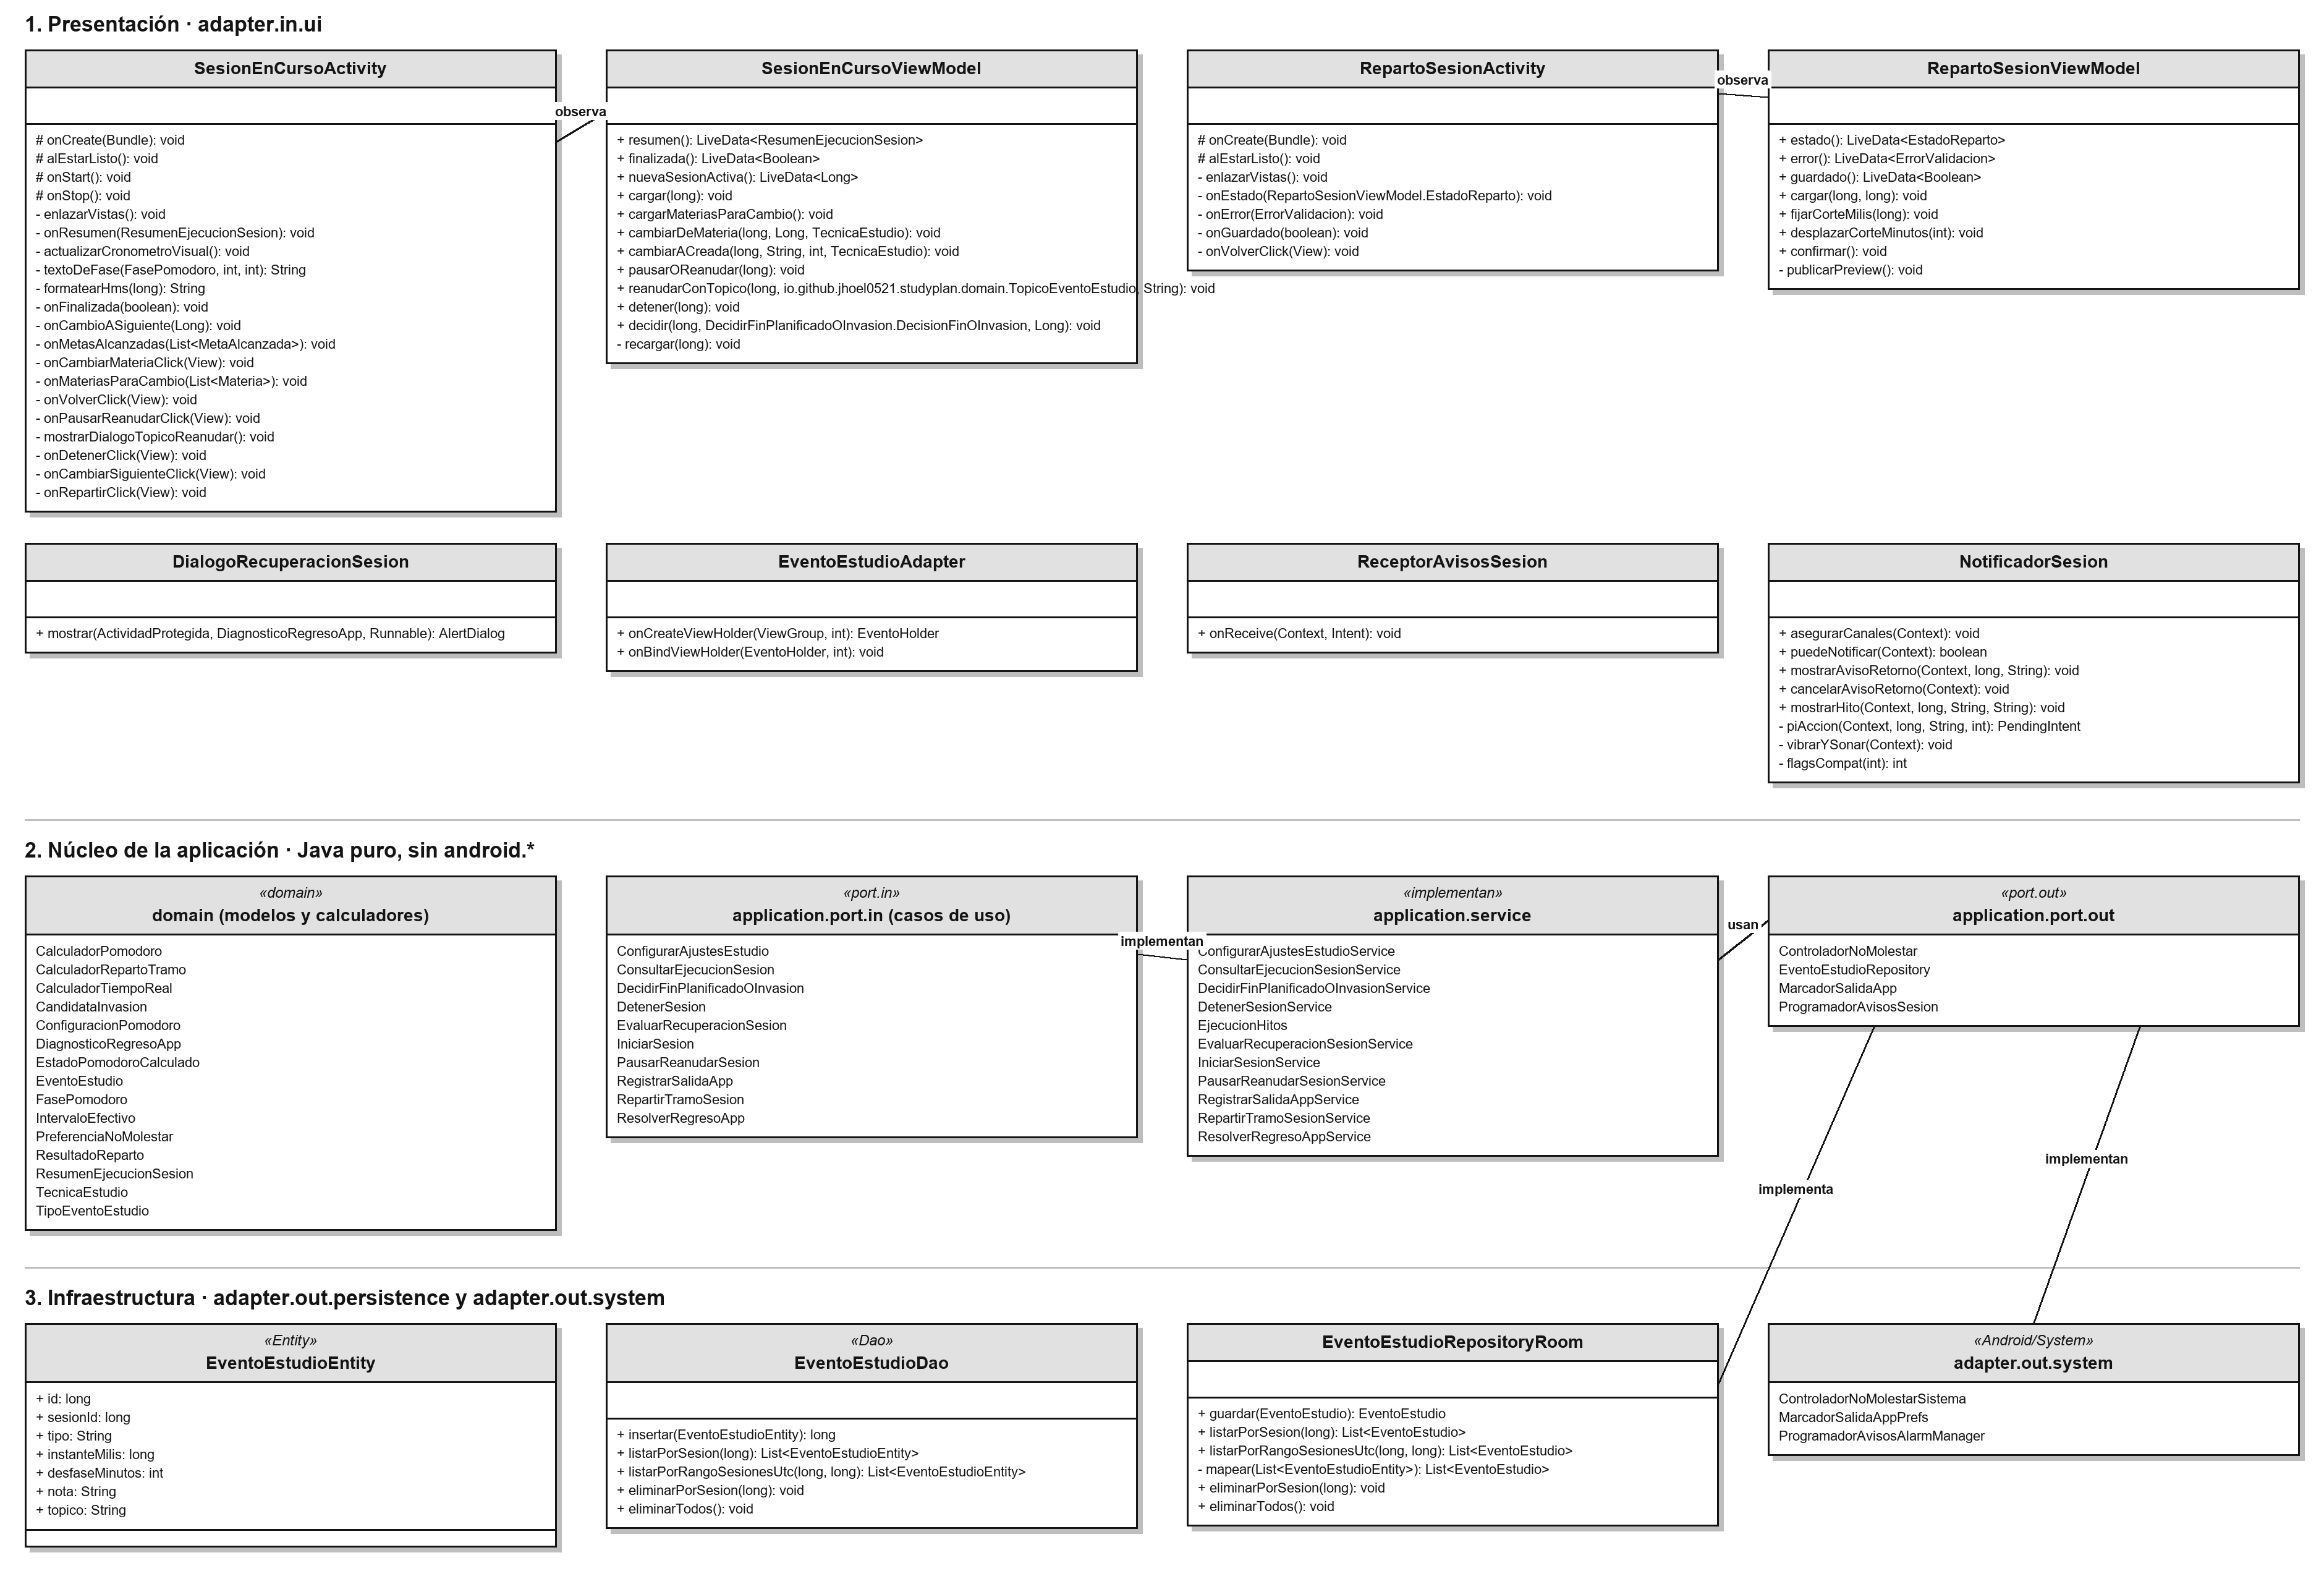 1. Presentación · adapter.in.ui
SesionEnCursoActivity
# onCreate(Bundle): void
# alEstarListo(): void
# onStart(): void
# onStop(): void
- enlazarVistas(): void
- onResumen(ResumenEjecucionSesion): void
- actualizarCronometroVisual(): void
- textoDeFase(FasePomodoro, int, int): String
- formatearHms(long): String
- onFinalizada(boolean): void
- onCambioASiguiente(Long): void
- onMetasAlcanzadas(List<MetaAlcanzada>): void
- onCambiarMateriaClick(View): void
- onMateriasParaCambio(List<Materia>): void
- onVolverClick(View): void
- onPausarReanudarClick(View): void
- mostrarDialogoTopicoReanudar(): void
- onDetenerClick(View): void
- onCambiarSiguienteClick(View): void
- onRepartirClick(View): void
observa
SesionEnCursoViewModel
+ resumen(): LiveData<ResumenEjecucionSesion>
+ finalizada(): LiveData<Boolean>
+ nuevaSesionActiva(): LiveData<Long>
+ cargar(long): void
+ cargarMateriasParaCambio(): void
+ cambiarDeMateria(long, Long, TecnicaEstudio): void
+ cambiarACreada(long, String, int, TecnicaEstudio): void
+ pausarOReanudar(long): void
+ reanudarConTopico(long, io.github.jhoel0521.studyplan.domain.TopicoEventoEstudio, String): void
+ detener(long): void
+ decidir(long, DecidirFinPlanificadoOInvasion.DecisionFinOInvasion, Long): void
- recargar(long): void
RepartoSesionActivity
# onCreate(Bundle): void
# alEstarListo(): void
- enlazarVistas(): void
- onEstado(RepartoSesionViewModel.EstadoReparto): void
- onError(ErrorValidacion): void
- onGuardado(boolean): void
- onVolverClick(View): void
observa
RepartoSesionViewModel
+ estado(): LiveData<EstadoReparto>
+ error(): LiveData<ErrorValidacion>
+ guardado(): LiveData<Boolean>
+ cargar(long, long): void
+ fijarCorteMilis(long): void
+ desplazarCorteMinutos(int): void
+ confirmar(): void
- publicarPreview(): void
DialogoRecuperacionSesion
+ mostrar(ActividadProtegida, DiagnosticoRegresoApp, Runnable): AlertDialog
EventoEstudioAdapter
+ onCreateViewHolder(ViewGroup, int): EventoHolder
+ onBindViewHolder(EventoHolder, int): void
ReceptorAvisosSesion
+ onReceive(Context, Intent): void
NotificadorSesion
+ asegurarCanales(Context): void
+ puedeNotificar(Context): boolean
+ mostrarAvisoRetorno(Context, long, String): void
+ cancelarAvisoRetorno(Context): void
+ mostrarHito(Context, long, String, String): void
- piAccion(Context, long, String, int): PendingIntent
- vibrarYSonar(Context): void
- flagsCompat(int): int
2. Núcleo de la aplicación · Java puro, sin android.*
«domain»
domain (modelos y calculadores)
CalculadorPomodoro
CalculadorRepartoTramo
CalculadorTiempoReal
CandidataInvasion
ConfiguracionPomodoro
DiagnosticoRegresoApp
EstadoPomodoroCalculado
EventoEstudio
FasePomodoro
IntervaloEfectivo
PreferenciaNoMolestar
ResultadoReparto
ResumenEjecucionSesion
TecnicaEstudio
TipoEventoEstudio
«port.in»
application.port.in (casos de uso)
ConfigurarAjustesEstudio
ConsultarEjecucionSesion
DecidirFinPlanificadoOInvasion
DetenerSesion
EvaluarRecuperacionSesion
IniciarSesion
PausarReanudarSesion
RegistrarSalidaApp
RepartirTramoSesion
ResolverRegresoApp
implementan
«implementan»
application.service
ConfigurarAjustesEstudioService
ConsultarEjecucionSesionService
DecidirFinPlanificadoOInvasionService
DetenerSesionService
EjecucionHitos
EvaluarRecuperacionSesionService
IniciarSesionService
PausarReanudarSesionService
RegistrarSalidaAppService
RepartirTramoSesionService
ResolverRegresoAppService
usan
«port.out»
application.port.out
ControladorNoMolestar
EventoEstudioRepository
MarcadorSalidaApp
ProgramadorAvisosSesion
implementa
implementan
3. Infraestructura · adapter.out.persistence y adapter.out.system
«Entity»
EventoEstudioEntity
+ id: long
+ sesionId: long
+ tipo: String
+ instanteMilis: long
+ desfaseMinutos: int
+ nota: String
+ topico: String
«Dao»
EventoEstudioDao
+ insertar(EventoEstudioEntity): long
+ listarPorSesion(long): List<EventoEstudioEntity>
+ listarPorRangoSesionesUtc(long, long): List<EventoEstudioEntity>
+ eliminarPorSesion(long): void
+ eliminarTodos(): void
EventoEstudioRepositoryRoom
+ guardar(EventoEstudio): EventoEstudio
+ listarPorSesion(long): List<EventoEstudio>
+ listarPorRangoSesionesUtc(long, long): List<EventoEstudio>
- mapear(List<EventoEstudioEntity>): List<EventoEstudio>
+ eliminarPorSesion(long): void
+ eliminarTodos(): void
«Android/System»
adapter.out.system
ControladorNoMolestarSistema
MarcadorSalidaAppPrefs
ProgramadorAvisosAlarmManager